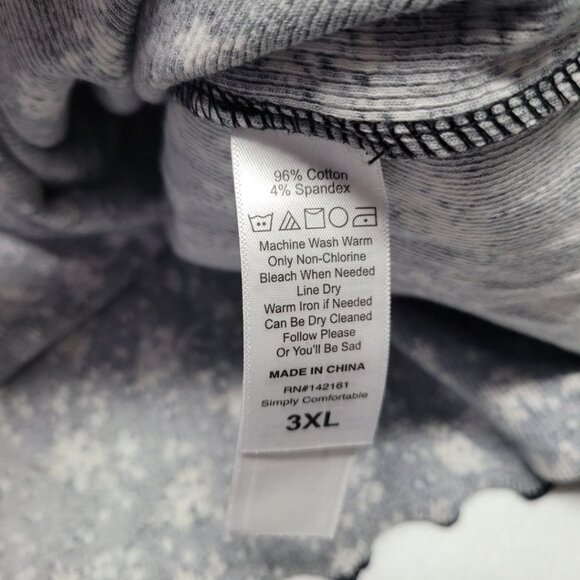 96% Cotton
4% Spandex
Machine Wash Warm
Only Non-Chlorine
Bleach When Needed
Line Dry
Warm Iron if Needed
Can Be Dry Cleaned
Follow Please
Or You'll Be Sad
MADE IN CHINA
RN#142161
Simply Comfortable
3XL